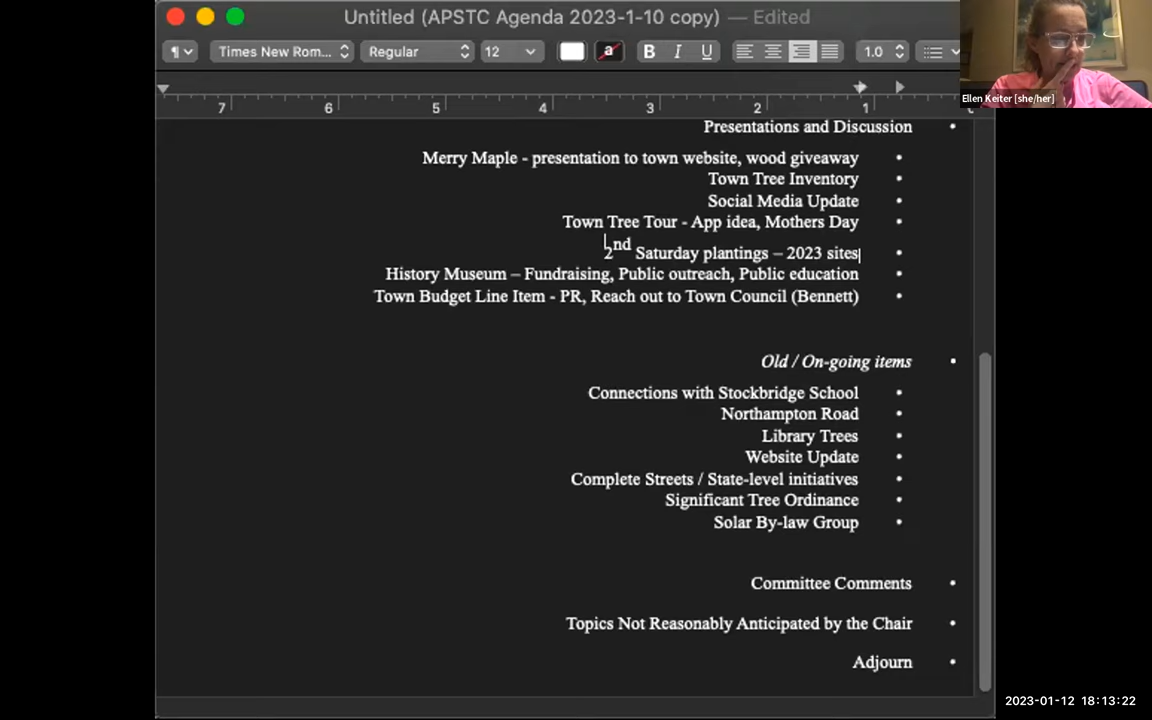 Untitled (APSTC Agenda 2023-1-10 copy) — Edited
¶ Times New Rom... Regular 12 a B I U 1.0
7 6 5 4 3 2 1
Ellen Keiter [she/her]
Presentations and Discussion •
Merry Maple - presentation to town website, wood giveaway •
Town Tree Inventory •
Social Media Update •
Town Tree Tour - App idea, Mothers Day •
2nd Saturday plantings – 2023 sites •
History Museum – Fundraising, Public outreach, Public education •
Town Budget Line Item - PR, Reach out to Town Council (Bennett) •
Old / On-going items •
Connections with Stockbridge School •
Northampton Road •
Library Trees •
Website Update •
Complete Streets / State-level initiatives •
Significant Tree Ordinance •
Solar By-law Group •
Committee Comments •
Topics Not Reasonably Anticipated by the Chair •
Adjourn •
2023-01-12 18:13:22